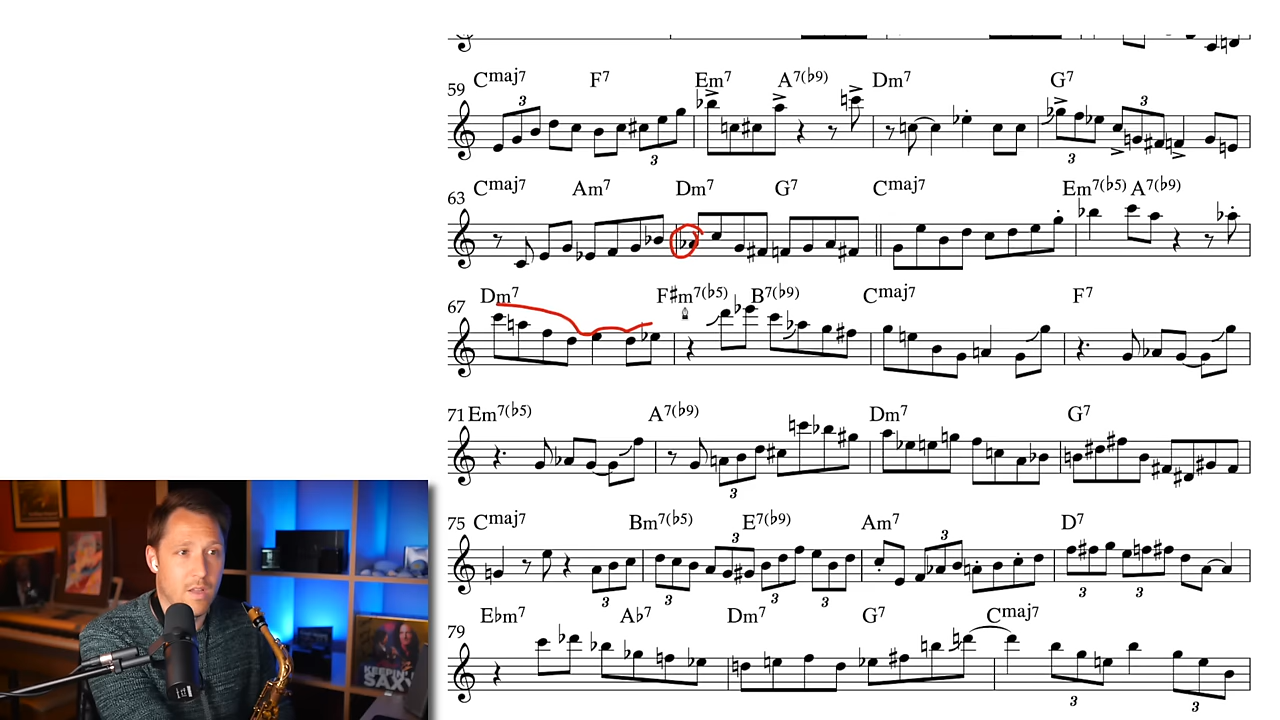 59 Cmaj7 F7 Em7 A7(b9) Dm7 G7
3 3 3 3
63 Cmaj7 Am7 Dm7 G7 Cmaj7 Em7(b5) A7(b9)
67 Dm7 F#m7(b5) B7(b9) Cmaj7 F7
71 Em7(b5) A7(b9) Dm7 G7
3
75 Cmaj7 Bm7(b5) E7(b9) Am7 D7
3 3 3 3 3 3 3
79 Ebm7 Ab7 Dm7 G7 Cmaj7
3 3
KEEPIN
SAXY